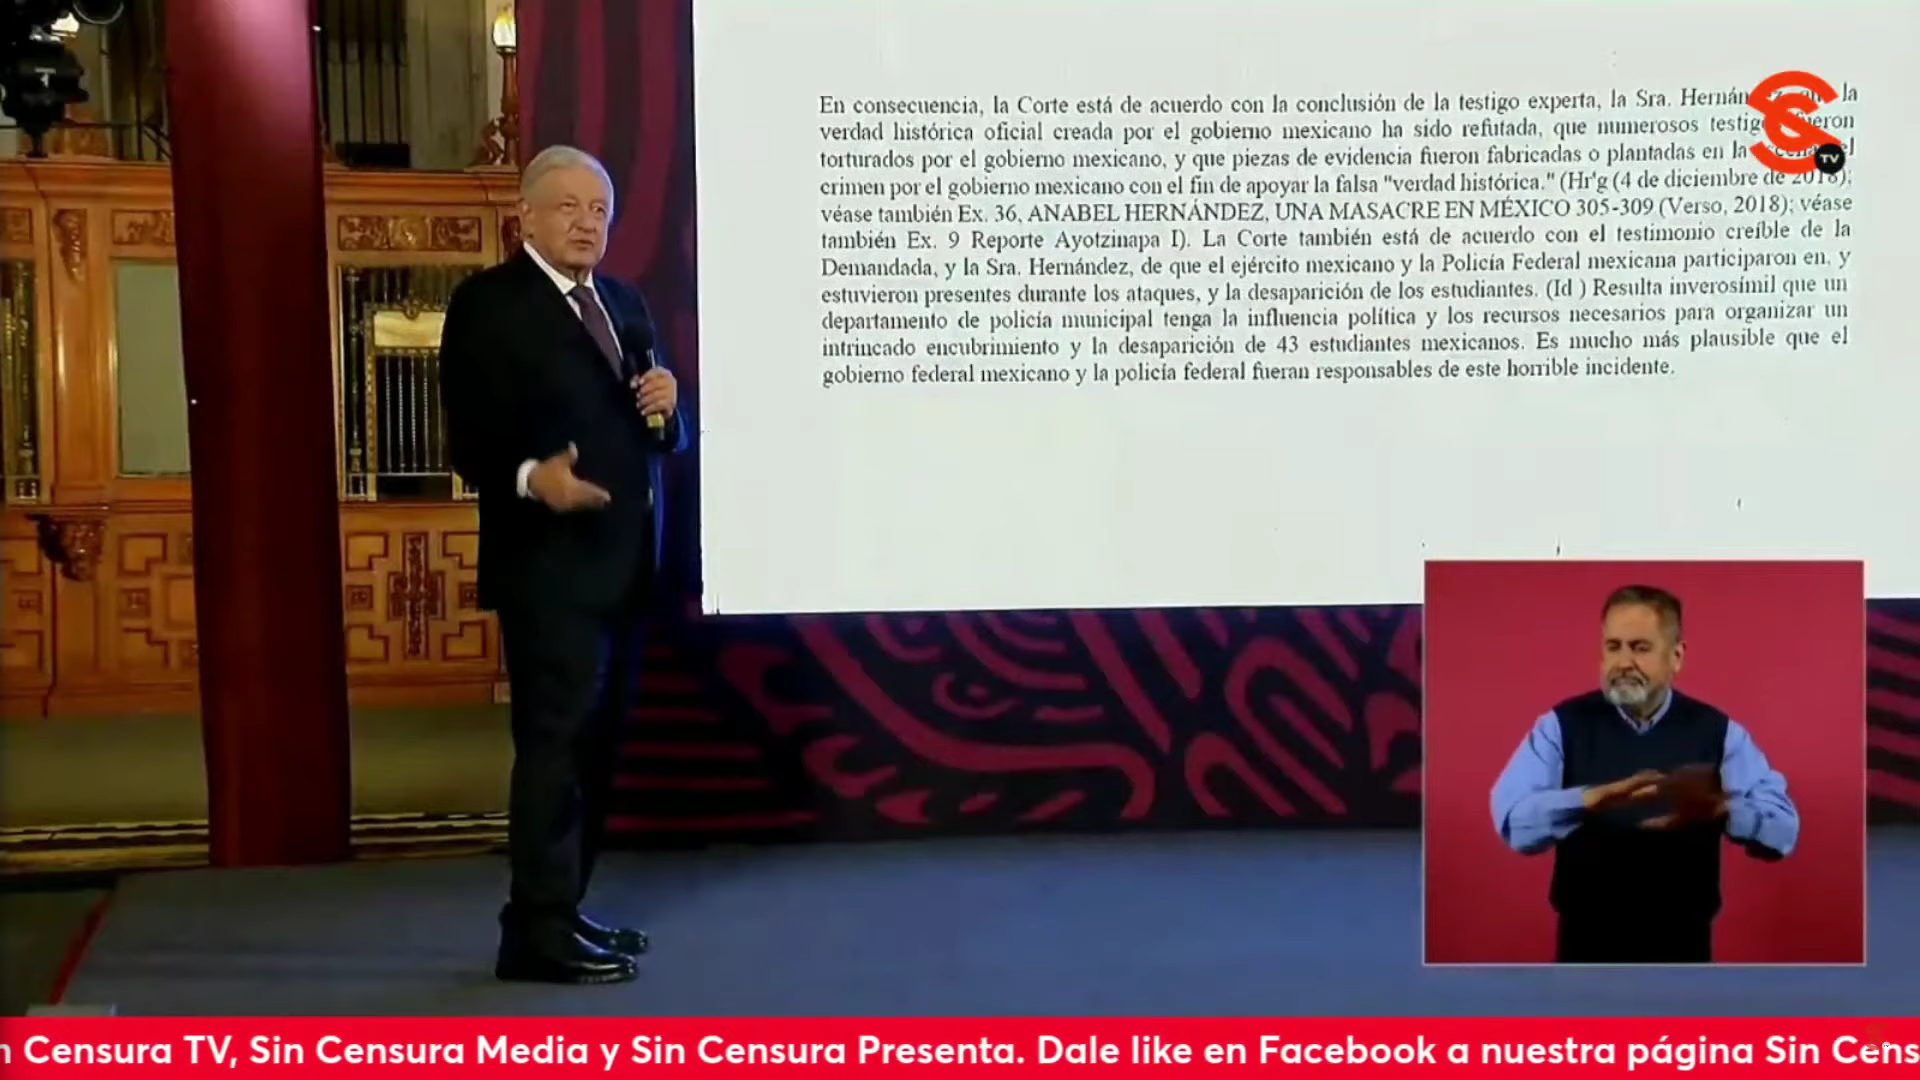 En consecuencia, la Corte está de acuerdo con la conclusión de la testigo experta, la Sra. la
verdad histórica oficial creada por el gobierno mexicano ha sido refutada, que numerosos
torturados por el gobierno mexicano, y que piezas de evidencia fueron fabricadas o plantadas en la
crimen por el gobierno mexicano con el fin de apoyar la falsa "verdad histórica." (Hr'g (4 de diciembre de 2018);
véase también Ex. 36, ANABEL HERNÁNDEZ, UNA MASACRE EN MÉXICO 305-309 (Verso, 2018); véase
también Ex. 9 Reporte Ayotzinapa I). La Corte también está de acuerdo con el testimonio creíble de la
Demandada, y la Sra. Hernández, de que el ejército mexicano y la Policía Federal mexicana participaron en, y
estuvieron presentes durante los ataques, y la desaparición de los estudiantes. (Id ) Resulta inverosímil que un
departamento de policía municipal tenga la influencia política y los recursos necesarios para organizar un
intrincado encubrimiento y la desaparición de 43 estudiantes mexicanos. Es mucho más plausible que el
gobierno federal mexicano y la policía federal fueran responsables de este horrible incidente.
TV
n Censura TV, Sin Censura Media y Sin Censura Presenta. Dale like en Facebook a nuestra página Sin Cens